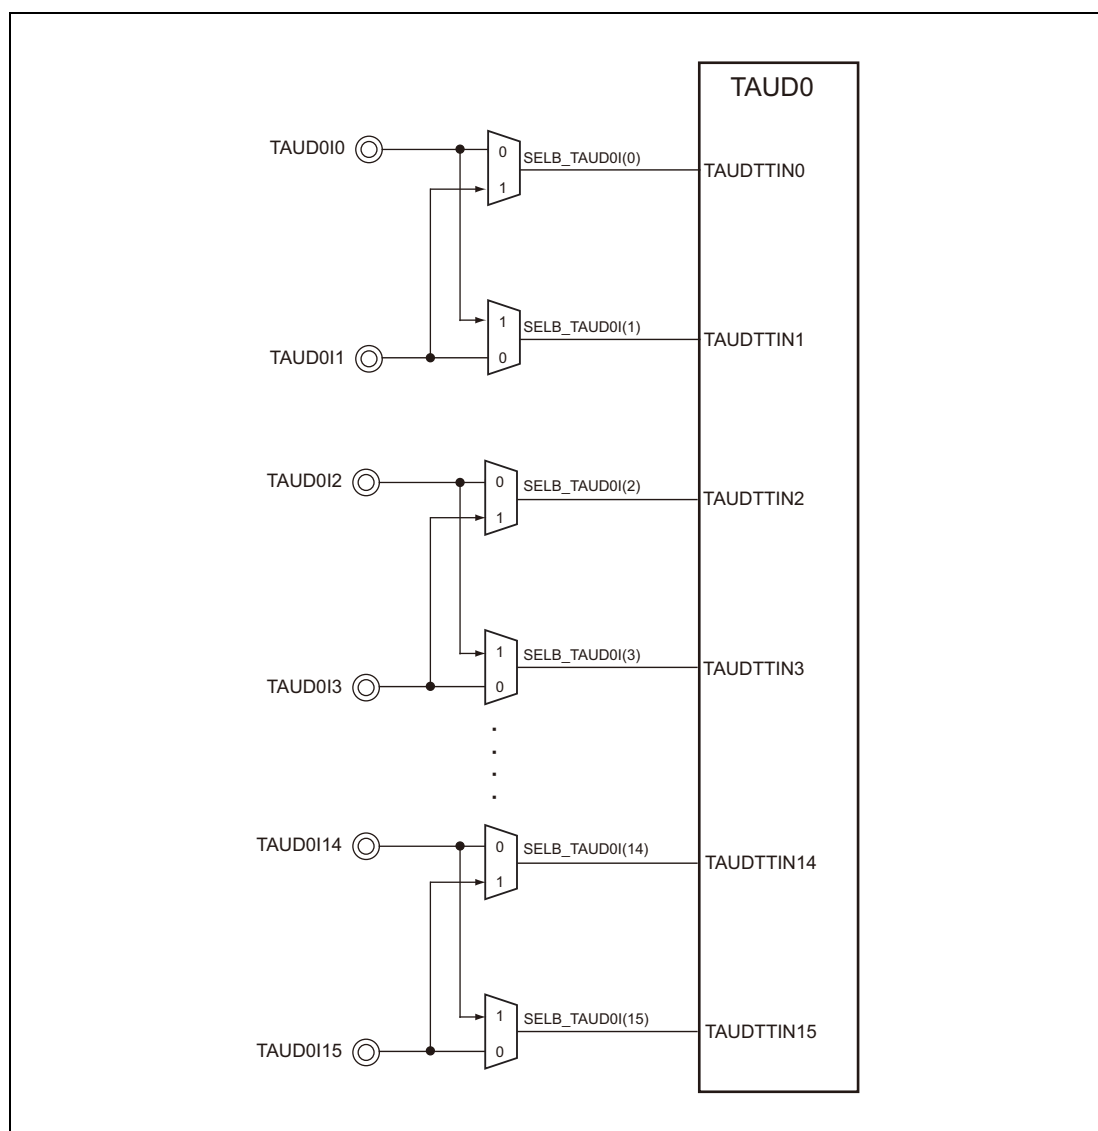 TAUD0
TAUD0I0
0
SELB_TAUD0I(0)
TAUDTTIN0
1
1
SELB_TAUD0I(1)
TAUDTTIN1
TAUD0I1
0
TAUD0I2
0
SELB_TAUD0I(2)
TAUDTTIN2
1
1
SELB_TAUD0I(3)
TAUDTTIN3
TAUD0I3
0
TAUD0I14
0
SELB_TAUD0I(14)
TAUDTTIN14
1
1
SELB_TAUD0I(15)
TAUDTTIN15
TAUD0I15
0